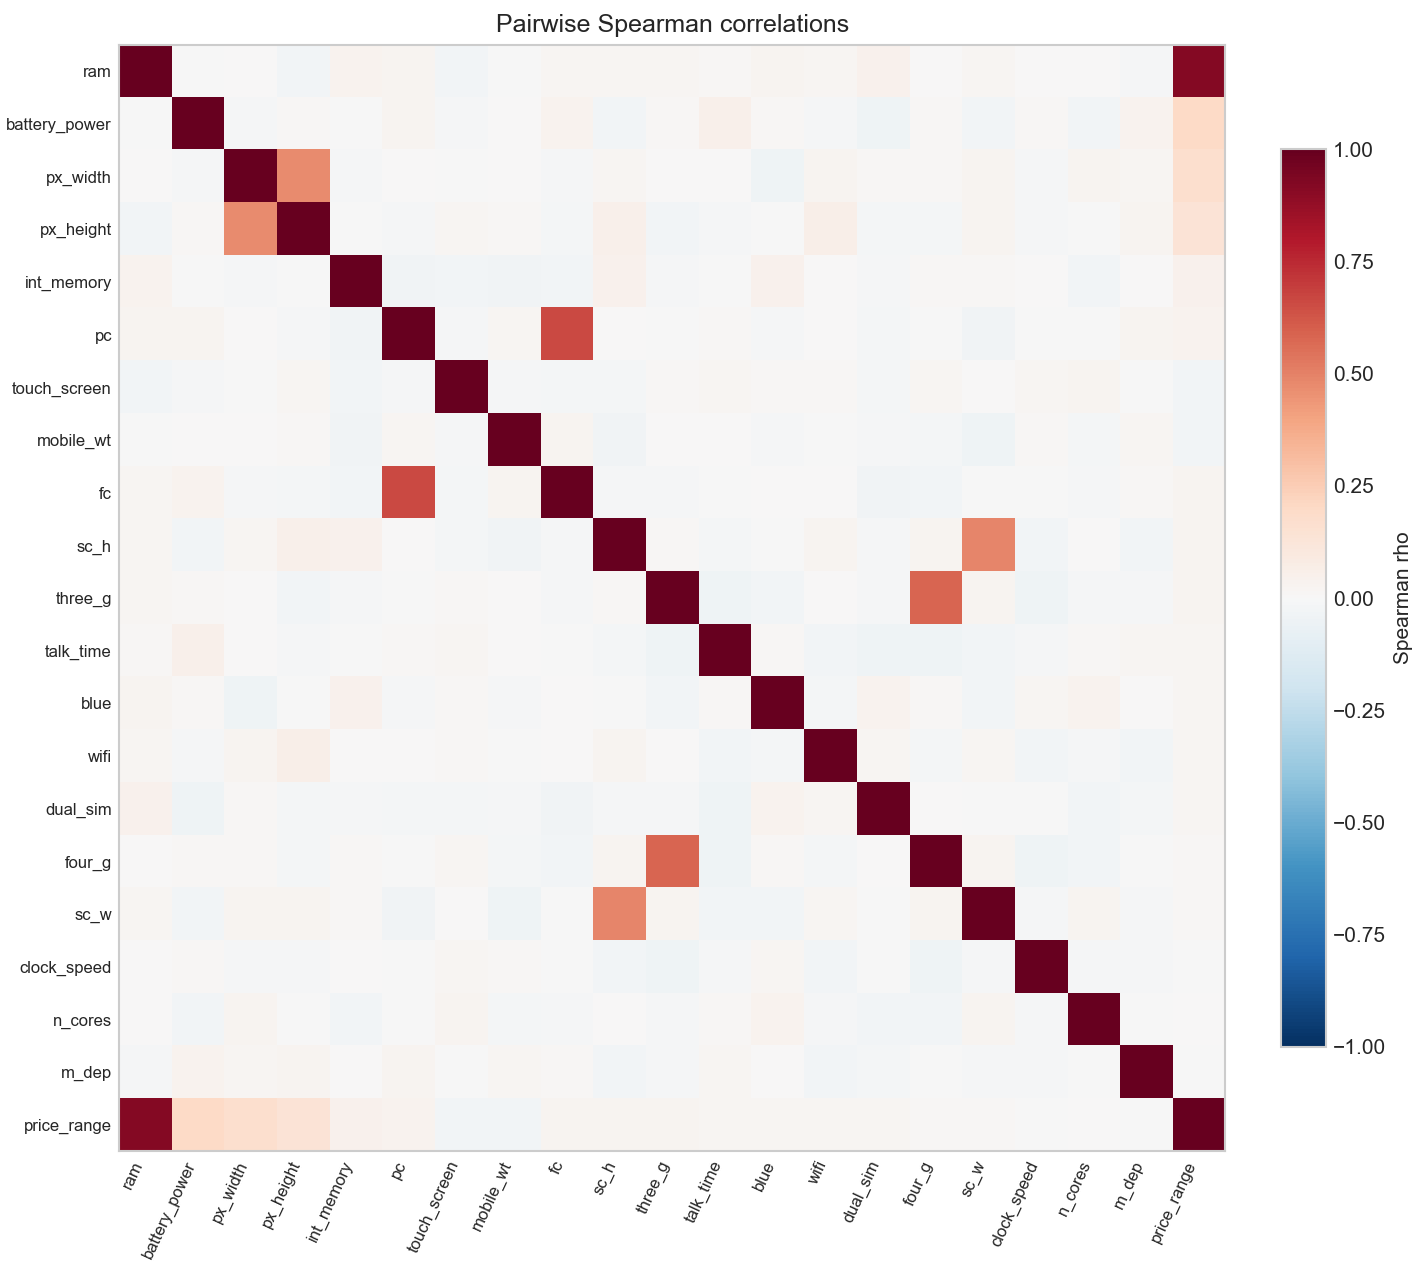 Pairwise Spearman correlations
ram
battery_power
px_width
px_height
int_memory
pc
touch_screen
mobile_wt
fc
sc_h
three_g
talk_time
blue
wifi
dual_sim
four_g
sc_w
clock_speed
n_cores
m_dep
price_range
ram
battery_power
px_width
px_height
int_memory
pc
touch_screen
mobile_wt
fc
sc_h
three_g
talk_time
blue
wifi
dual_sim
four_g
sc_w
clock_speed
n_cores
m_dep
price_range
1.00
0.75
0.50
0.25
0.00
−0.25
−0.50
−0.75
−1.00
Spearman rho